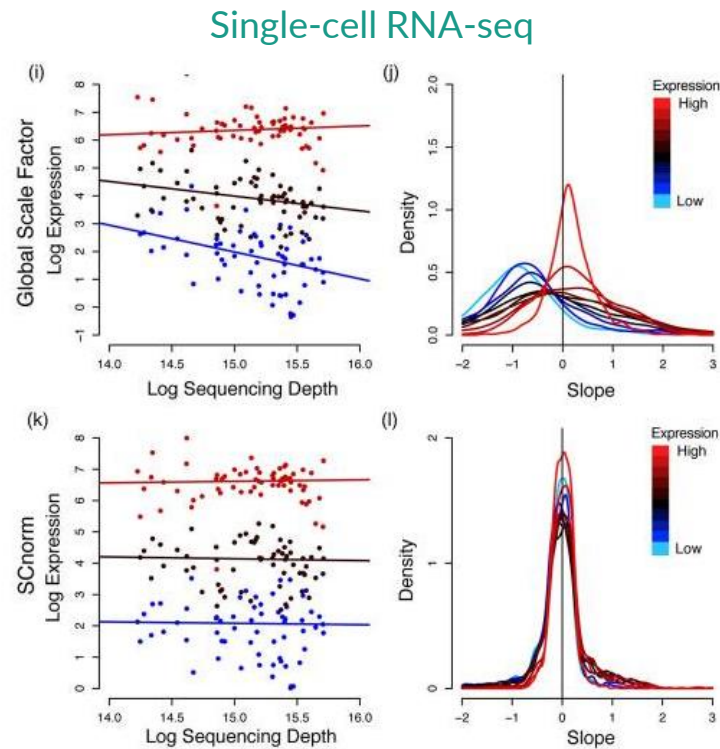 Single-cell RNA-seq
(i)
Global Scale Factor
Log Expression
8
7
6
5
4
3
2
1
0
−1
14.0 14.5 15.0 15.5 16.0
Log Sequencing Depth
(j)
Density
2.0
1.5
1.0
0.5
0.0
−2 −1 0 1 2 3
Slope
Expression
High
Low
(k)
SCnorm
Log Expression
8
7
6
5
4
3
2
1
0
14.0 14.5 15.0 15.5 16.0
Log Sequencing Depth
(l)
Density
2
1
0
−2 −1 0 1 2 3
Slope
Expression
High
Low